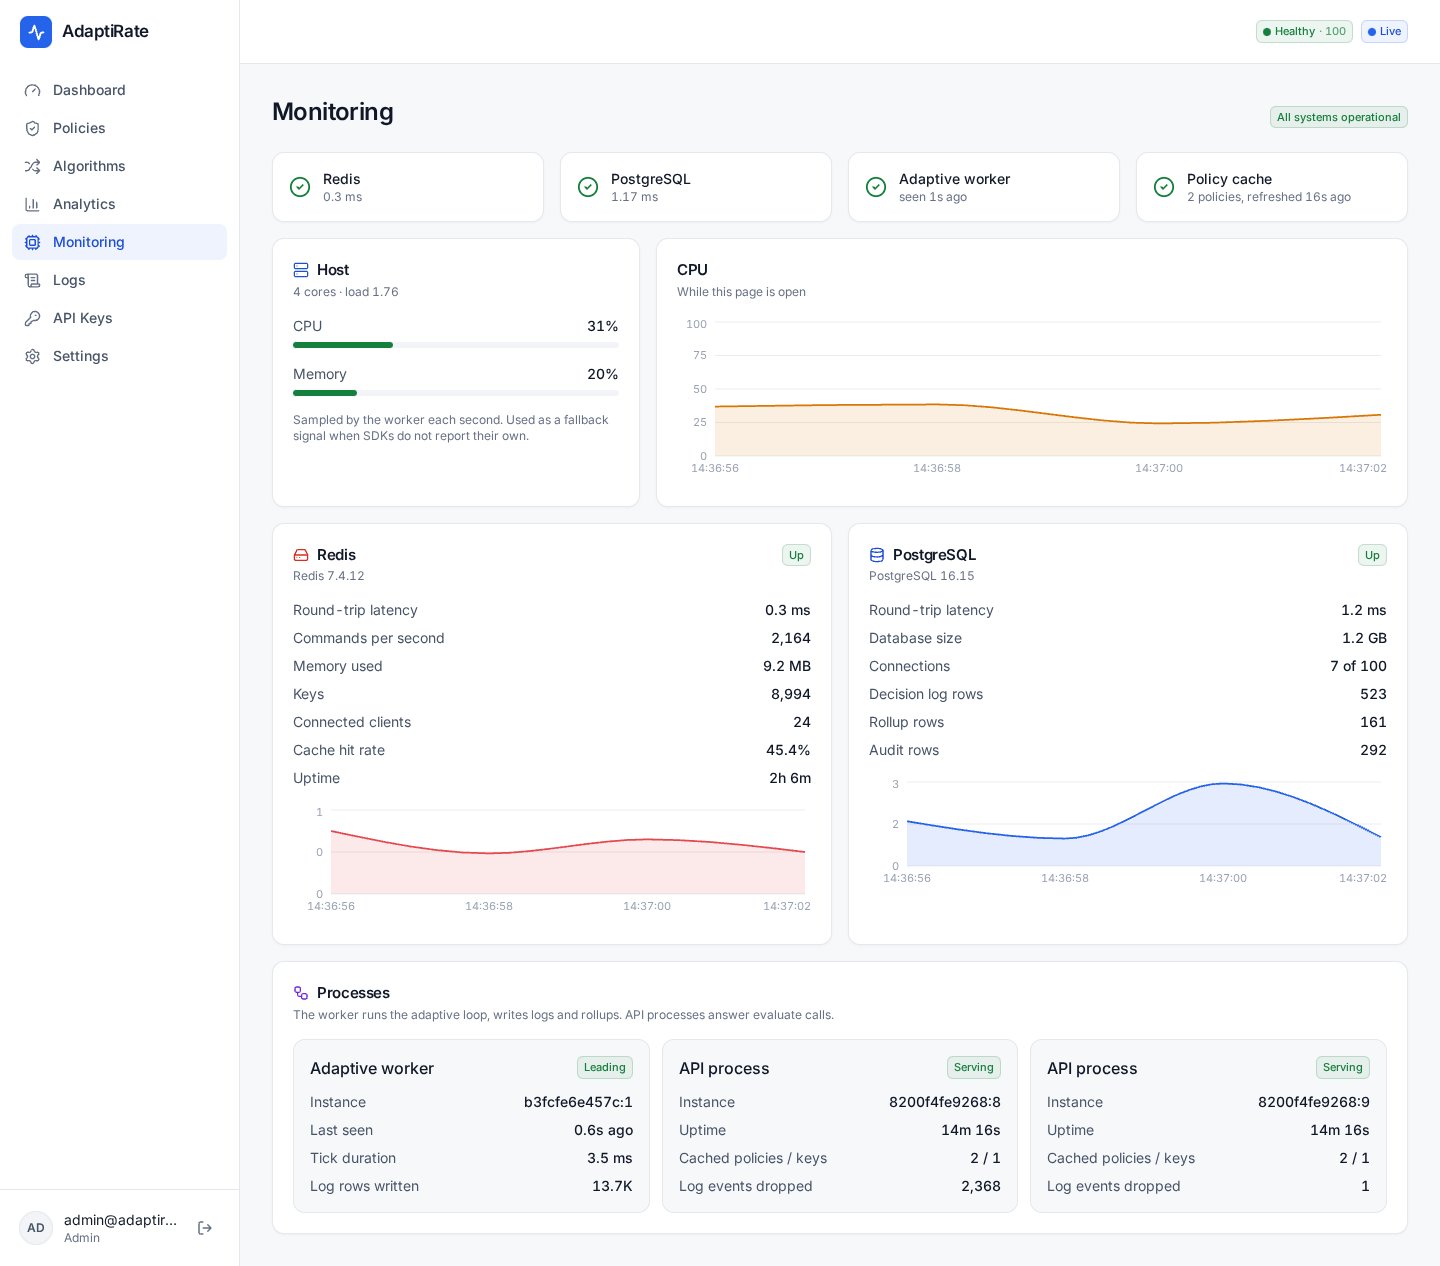 AdaptiRate
Healthy · 100
Live
Dashboard
Policies
Algorithms
Analytics
Monitoring
Logs
API Keys
Settings
Monitoring
All systems operational
Redis
0.3 ms
PostgreSQL
1.17 ms
Adaptive worker
seen 1s ago
Policy cache
2 policies, refreshed 16s ago
Host
4 cores · load 1.76
CPU 31%
Memory 20%
Sampled by the worker each second. Used as a fallback
signal when SDKs do not report their own.
CPU
While this page is open
100
75
50
25
0
14:36:56 14:36:58 14:37:00 14:37:02
Redis Up
Redis 7.4.12
Round-trip latency 0.3 ms
Commands per second 2,164
Memory used 9.2 MB
Keys 8,994
Connected clients 24
Cache hit rate 45.4%
Uptime 2h 6m
1
0
0
14:36:56 14:36:58 14:37:00 14:37:02
PostgreSQL Up
PostgreSQL 16.15
Round-trip latency 1.2 ms
Database size 1.2 GB
Connections 7 of 100
Decision log rows 523
Rollup rows 161
Audit rows 292
3
2
0
14:36:56 14:36:58 14:37:00 14:37:02
Processes
The worker runs the adaptive loop, writes logs and rollups. API processes answer evaluate calls.
Adaptive worker Leading
Instance b3fcfe6e457c:1
Last seen 0.6s ago
Tick duration 3.5 ms
Log rows written 13.7K
API process Serving
Instance 8200f4fe9268:8
Uptime 14m 16s
Cached policies / keys 2 / 1
Log events dropped 2,368
API process Serving
Instance 8200f4fe9268:9
Uptime 14m 16s
Cached policies / keys 2 / 1
Log events dropped 1
AD
admin@adaptir...
Admin